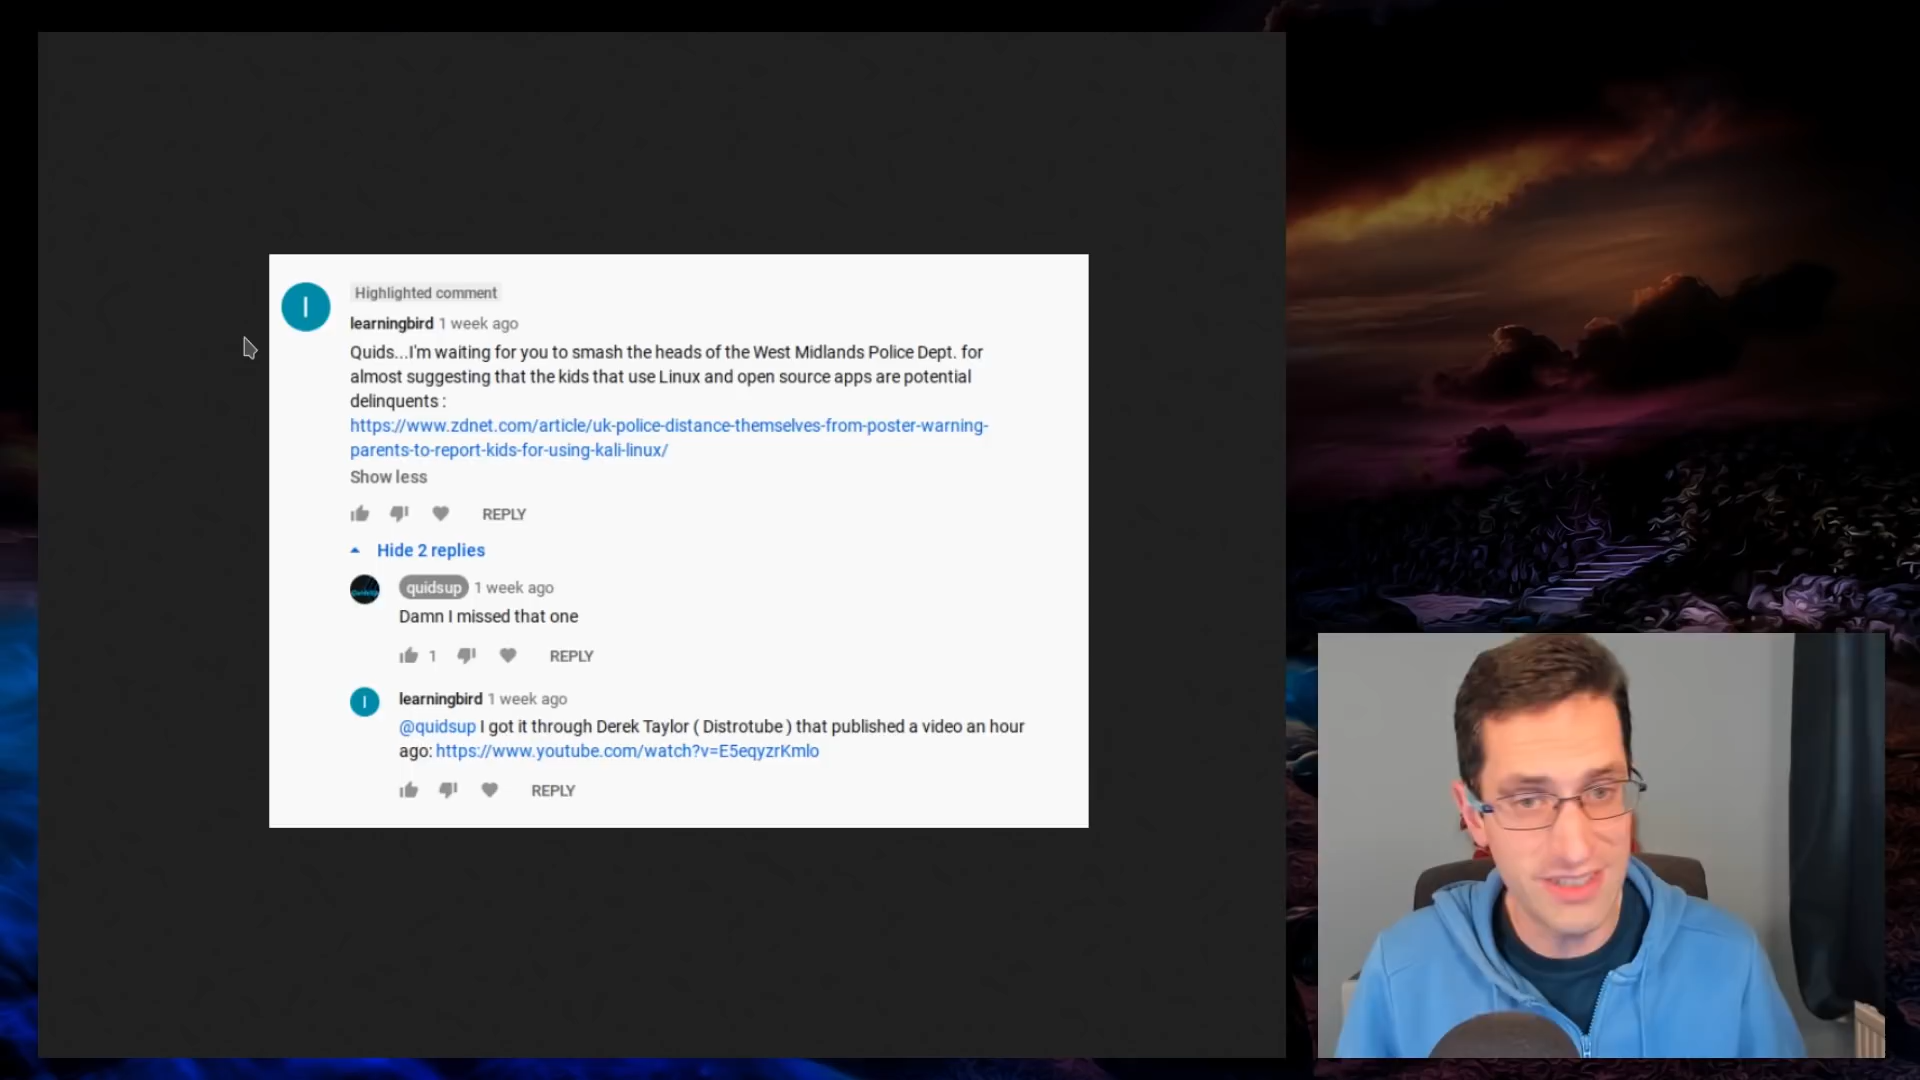 Highlighted comment
I
learningbird 1 week ago
Quids...I'm waiting for you to smash the heads of the West Midlands Police Dept. for
almost suggesting that the kids that use Linux and open source apps are potential
delinquents :
https://www.zdnet.com/article/uk-police-distance-themselves-from-poster-warning-
parents-to-report-kids-for-using-kali-linux/
Show less
REPLY
Hide 2 replies
quidsup 1 week ago
Damn I missed that one
1 REPLY
I
learningbird 1 week ago
@quidsup I got it through Derek Taylor ( Distrotube ) that published a video an hour
ago: https://www.youtube.com/watch?v=E5eqyzrKmlo
REPLY